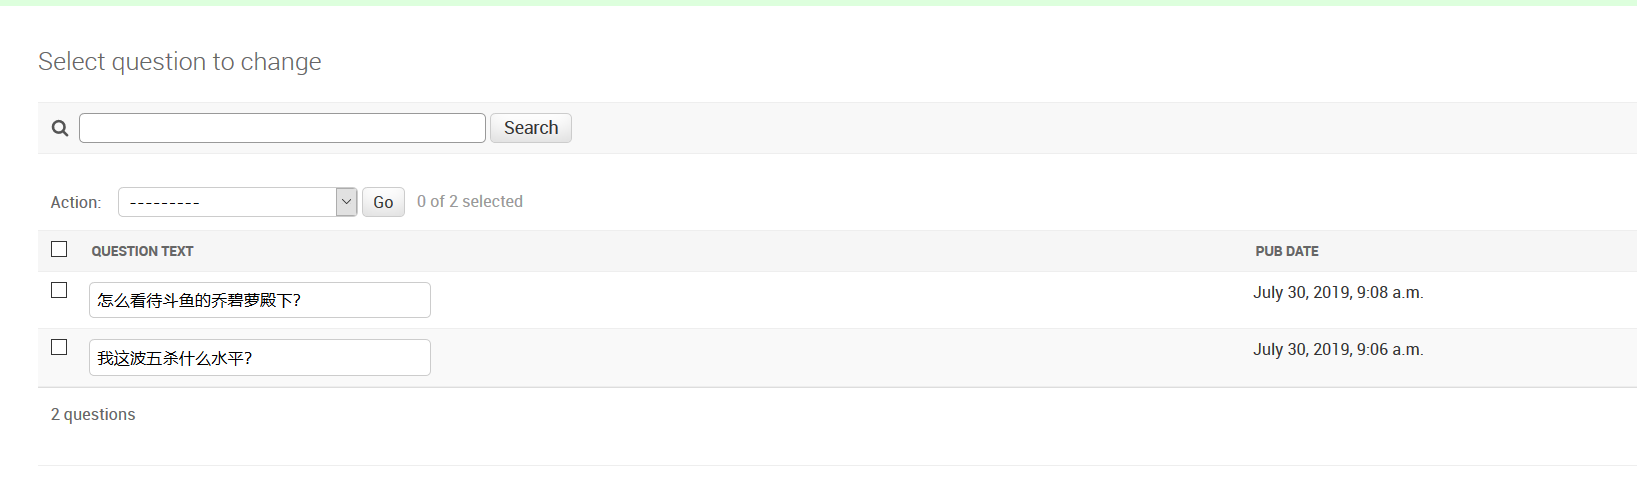 Select question to change
Search
Action: --------- Go 0 of 2 selected
QUESTION TEXT PUB DATE
怎么看待斗鱼的乔碧萝殿下? July 30, 2019, 9:08 a.m.
我这波五杀什么水平? July 30, 2019, 9:06 a.m.
2 questions